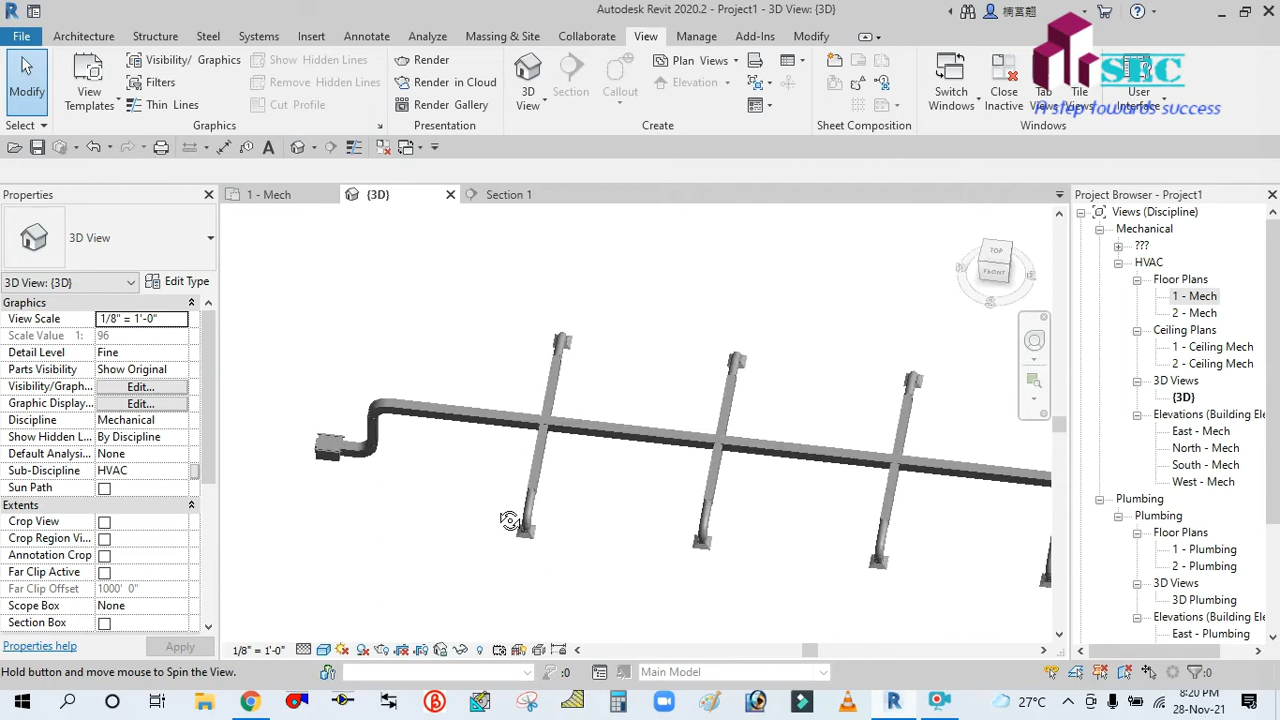 Autodesk Revit 2020.2 - Project1 - 3D View: {3D}
File Architecture Structure Steel Systems Insert Annotate Analyze Massing & Site Collaborate View Manage Add-Ins Modify
Modify
View Templates
Visibility/ Graphics
Filters
Thin Lines
Show Hidden Lines
Remove Hidden Lines
Cut Profile
Render
Render in Cloud
Render Gallery
3D View
Section
Callout
Plan Views
Elevation
Switch Windows
Close Inactive
Tab Views
Tile Views
User Interface
SEC
A step towards success
Select Graphics Presentation Create Sheet Composition Windows
Properties
1 - Mech
{3D}
Section 1
Project Browser - Project1
3D View
3D View: {3D}
Edit Type
Graphics
View Scale 1/8" = 1'-0"
Scale Value 1: 96
Detail Level Fine
Parts Visibility Show Original
Visibility/Graph... Edit...
Graphic Display... Edit...
Discipline Mechanical
Show Hidden L... By Discipline
Default Analysi... None
Sub-Discipline HVAC
Sun Path
Extents
Crop View
Crop Region Vi...
Annotation Crop
Far Clip Active
Far Clip Offset 1000' 0"
Scope Box None
Section Box
Properties help
Apply
TOP
FRONT
Views (Discipline)
Mechanical
???
HVAC
Floor Plans
1 - Mech
2 - Mech
Ceiling Plans
1 - Ceiling Mech
2 - Ceiling Mech
3D Views
{3D}
Elevations (Building Ele
East - Mech
North - Mech
South - Mech
West - Mech
Plumbing
Plumbing
Floor Plans
1 - Plumbing
2 - Plumbing
3D Views
3D Plumbing
Elevations (Building Ele
East - Plumbing
1/8" = 1'-0"
Hold button and move mouse to Spin the View.
:0
Main Model
:0
27°C
8:20 PM
28-Nov-21